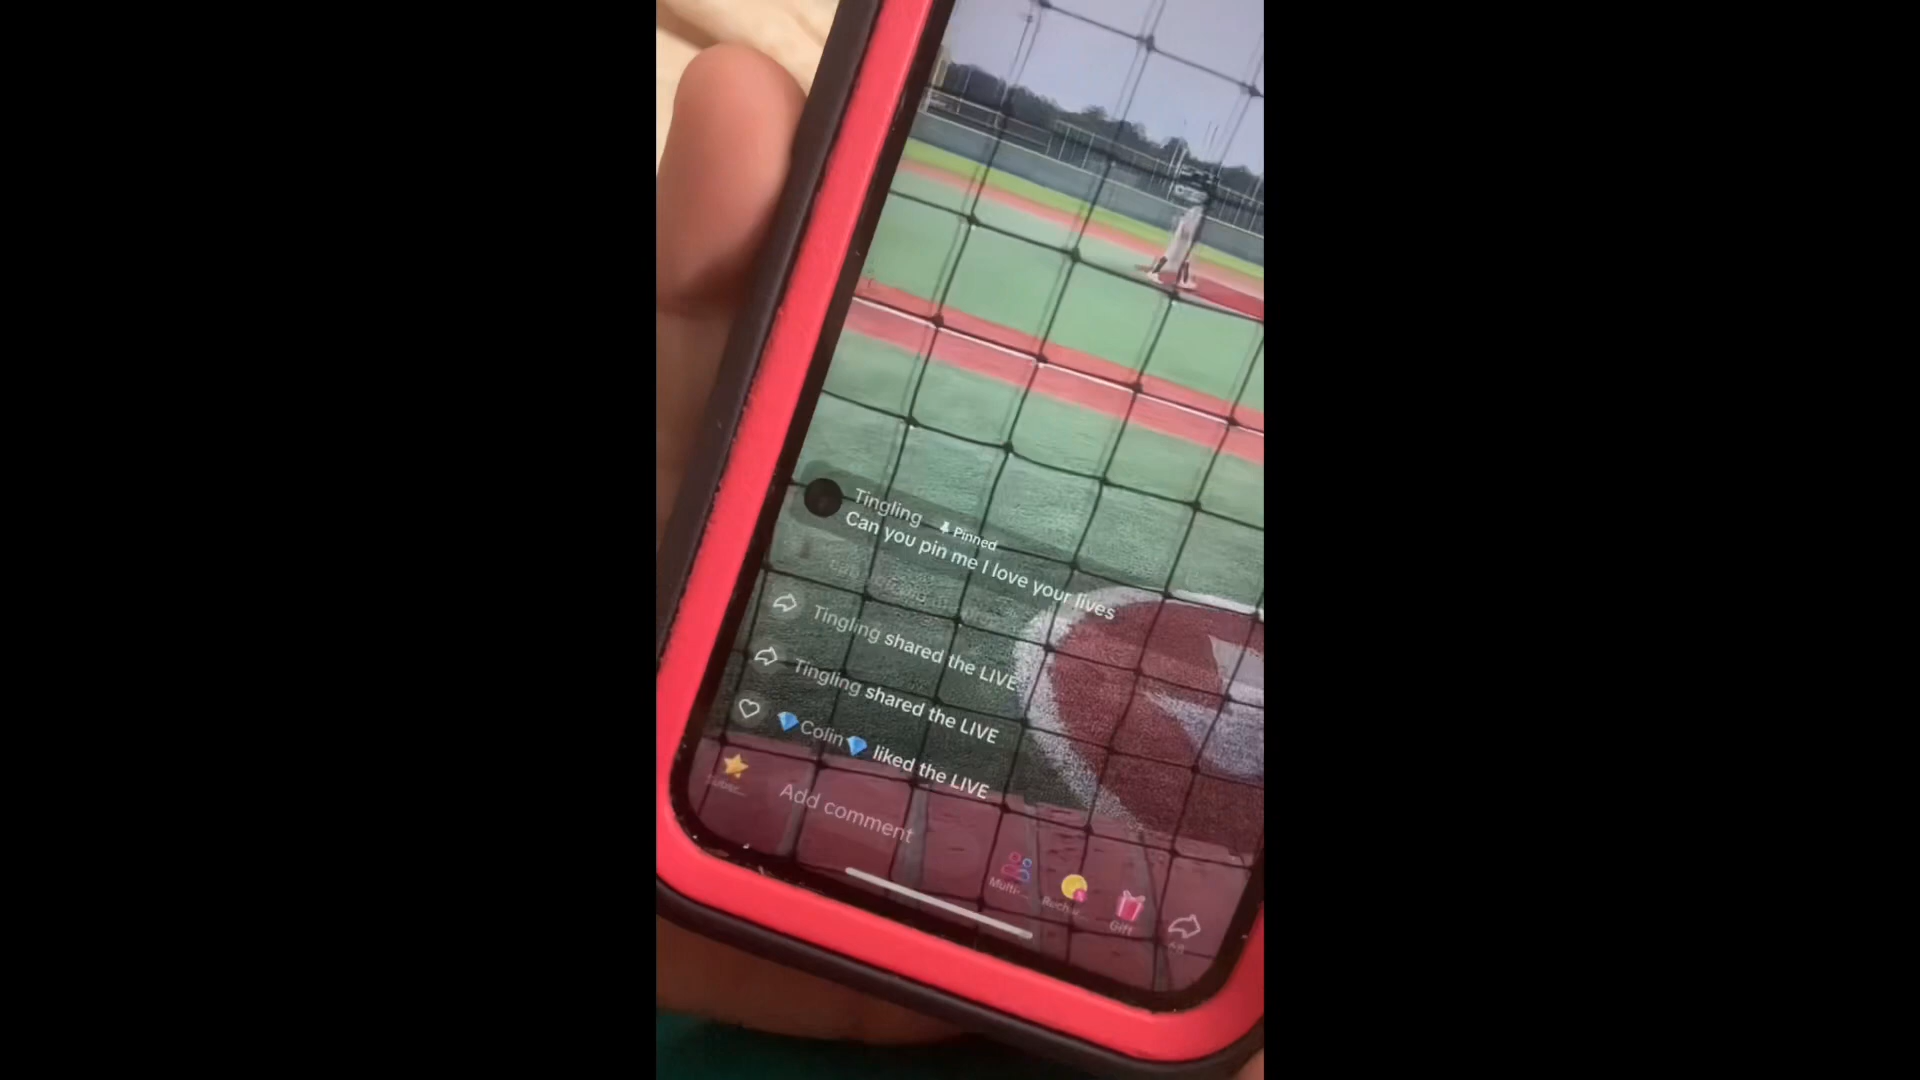 Tingling Pinned
Can you pin me I love your lives
Tingling shared the LIVE
Tingling shared the LIVE
💎Colin💎 liked the LIVE
Add comment
Multi-...
Gift